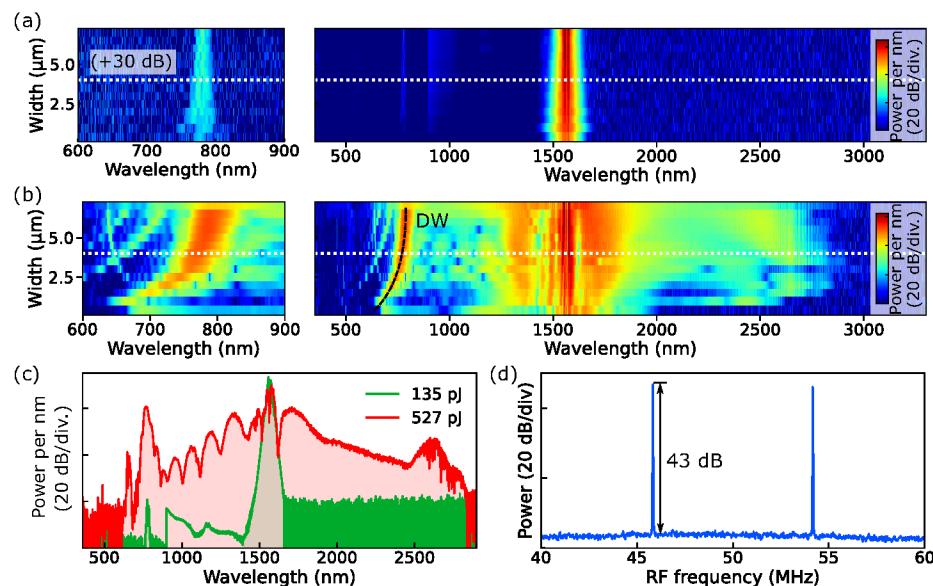 (a)
(+30 dB)
Width (μm)
5.0
2.5
600 700 800 900
Wavelength (nm)
500 1000 1500 2000 2500 3000
Wavelength (nm)
Power per nm
(20 dB/div.)
(b)
DW
Width (μm)
5.0
2.5
600 700 800 900
Wavelength (nm)
500 1000 1500 2000 2500 3000
Wavelength (nm)
Power per nm
(20 dB/div.)
(c)
135 pJ
527 pJ
Power per nm
(20 dB/div.)
500 1000 1500 2000 2500
Wavelength (nm)
(d)
43 dB
Power (20 dB/div)
40 45 50 55 60
RF frequency (MHz)